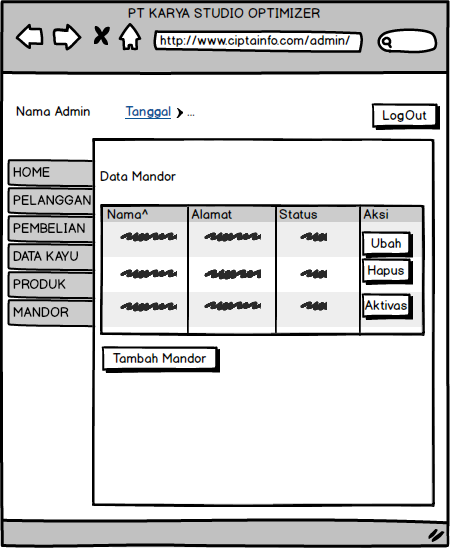 PT KARYA STUDIO OPTIMIZER
http://www.ciptainfo.com/admin/
Nama Admin
Tanggal
...
LogOut
HOME
PELANGGAN
PEMBELIAN
DATA KAYU
PRODUK
MANDOR
Data Mandor
Nama^ Alamat Status Aksi
Ubah
Hapus
Aktivas
Tambah Mandor